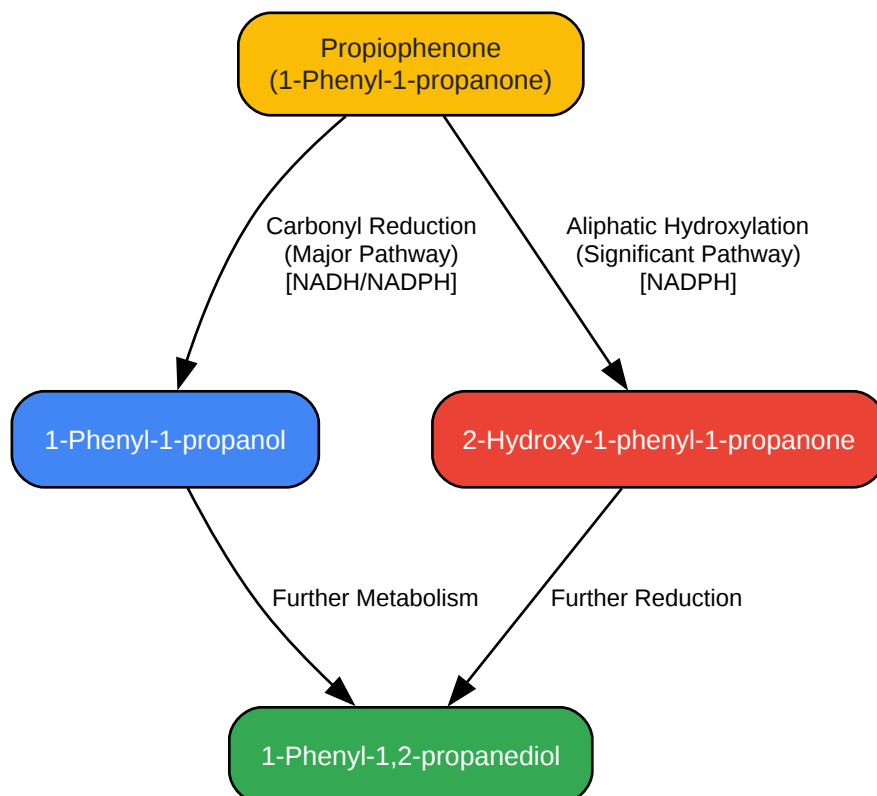 Propiophenone
(1-Phenyl-1-propanone)
Carbonyl Reduction
(Major Pathway)
[NADH/NADPH]
Aliphatic Hydroxylation
(Significant Pathway)
[NADPH]
1-Phenyl-1-propanol
2-Hydroxy-1-phenyl-1-propanone
Further Metabolism
Further Reduction
1-Phenyl-1,2-propanediol